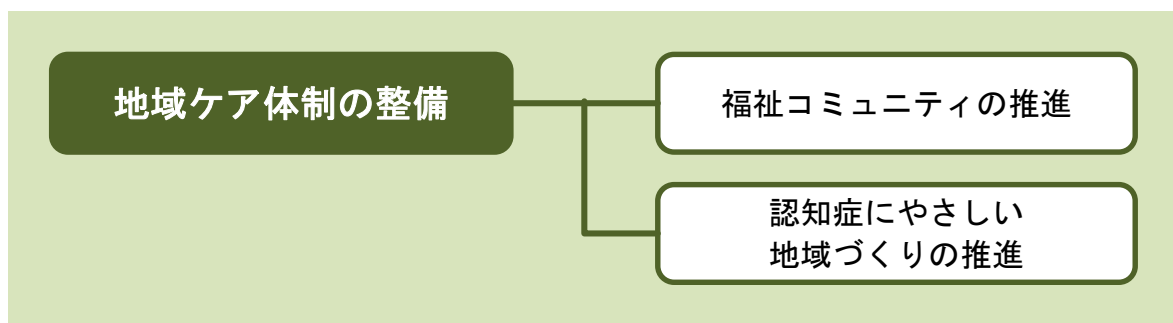 地域ケア体制の整備
福祉コミュニティの推進
認知症にやさしい
地域づくりの推進